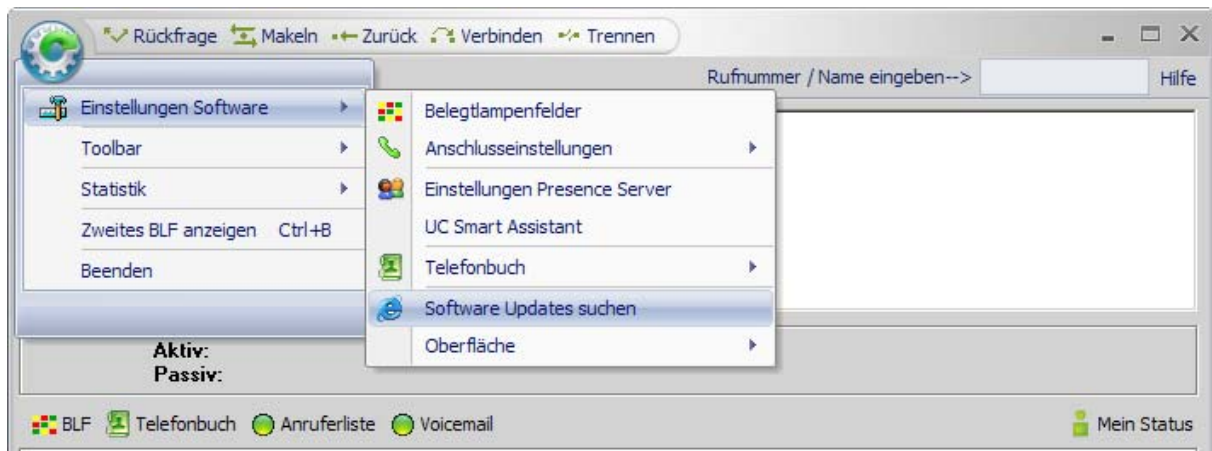 Rückfrage Makeln Zurück Verbinden Trennen
Rufnummer / Name eingeben--> Hilfe
Einstellungen Software
Toolbar
Statistik
Zweites BLF anzeigen Ctrl+B
Beenden
Belegtlampenfelder
Anschlusseinstellungen
Einstellungen Presence Server
UC Smart Assistant
Telefonbuch
Software Updates suchen
Oberfläche
Aktiv:
Passiv:
BLF Telefonbuch Anruferliste Voicemail Mein Status